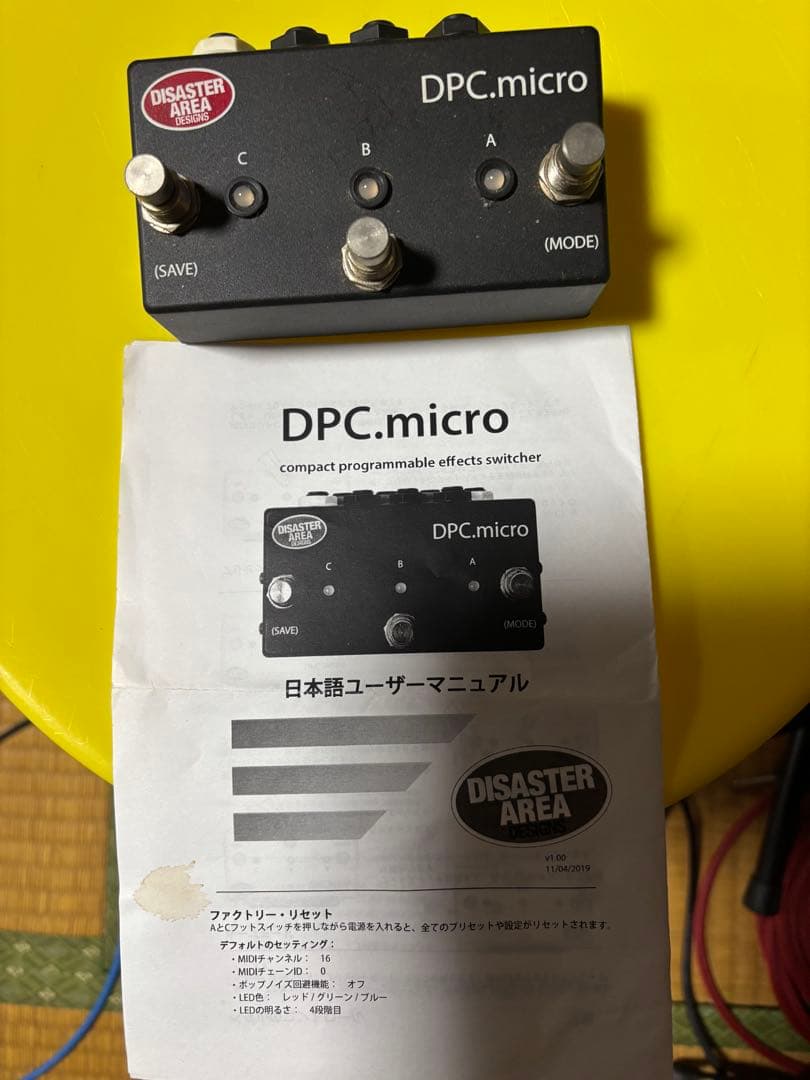 DISASTER
AREA
DESIGNS
DPC.micro
C
B
A
(SAVE)
(MODE)
DPC.micro
compact programmable effects switcher
DISASTER
AREA
DESIGNS
DPC.micro
C
B
A
(SAVE)
(MODE)
日本語ユーザーマニュアル
DISASTER
AREA
DESIGNS
v1.00
11/04/2019
ファクトリー・リセット
AとCフットスイッチを押しながら電源を入れると、全てのプリセットや設定がリセットされます。
デフォルトのセッティング：
・MIDIチャンネル： 16
・MIDIチェーンID： 0
・ポップノイズ回避機能： オフ
・LED色： レッド / グリーン / ブルー
・LEDの明るさ： 4段階目